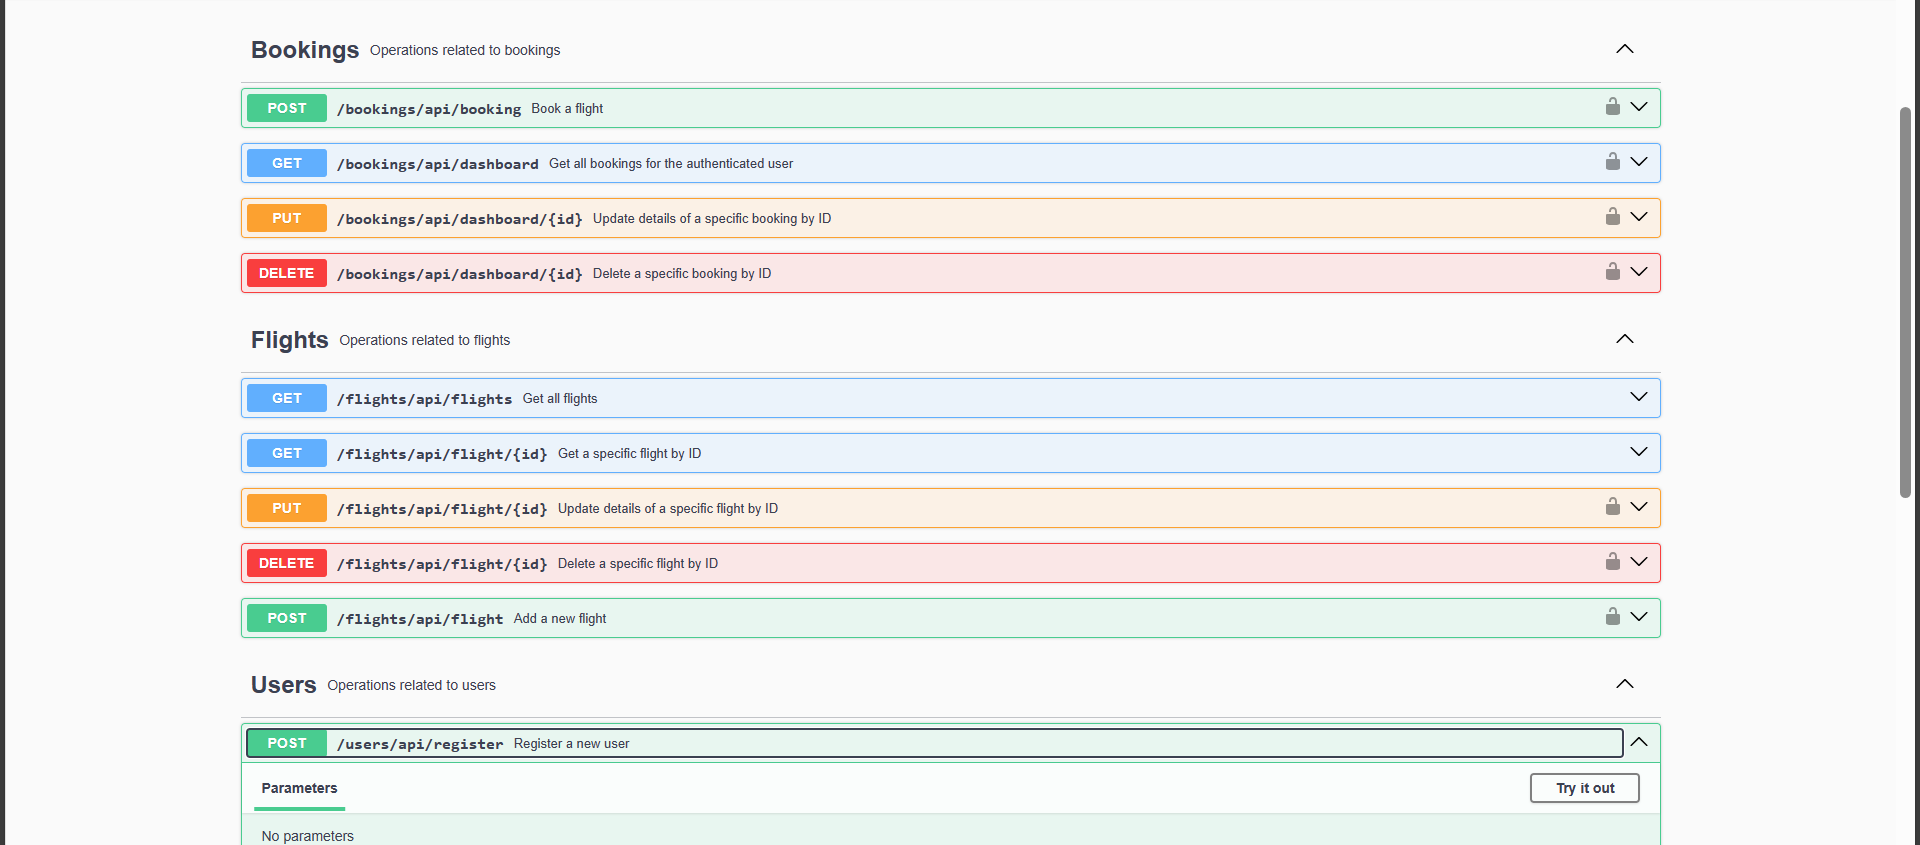 Bookings Operations related to bookings
POST /bookings/api/booking Book a flight
GET /bookings/api/dashboard Get all bookings for the authenticated user
PUT /bookings/api/dashboard/{id} Update details of a specific booking by ID
DELETE /bookings/api/dashboard/{id} Delete a specific booking by ID
Flights Operations related to flights
GET /flights/api/flights Get all flights
GET /flights/api/flight/{id} Get a specific flight by ID
PUT /flights/api/flight/{id} Update details of a specific flight by ID
DELETE /flights/api/flight/{id} Delete a specific flight by ID
POST /flights/api/flight Add a new flight
Users Operations related to users
POST /users/api/register Register a new user
Parameters Try it out
No parameters